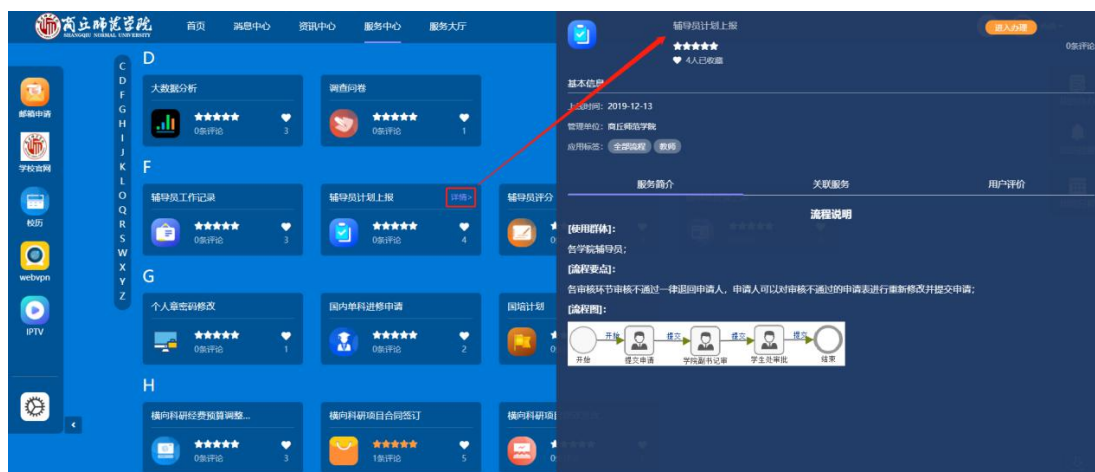 商丘师范学院
SHANGQIU NORMAL UNIVERSITY
首页 消息中心 资讯中心 服务中心 服务大厅
邮箱申请
学校官网
校历
webvpn
IPTV
C
D
F
G
H
I
J
K
L
O
Q
R
S
W
X
Y
Z
D
大数据分析
0条评论 3
调查问卷
0条评论 1
F
辅导员工作记录
0条评论 3
辅导员计划上报 详情>
0条评论 4
辅导员评分
G
个人章密码修改
0条评论 1
国内单科进修申请
0条评论 2
国培计划
H
横向科研经费预算调整...
0条评论 3
横向科研项目合同签订
1条评论 5
横向科研项目
辅导员计划上报
进入办理
4人已收藏
0条评论
基本信息
上线时间：2019-12-13
管理单位：商丘师范学院
应用标签：全部流程 教师
服务简介 关联服务 用户评价
流程说明
[使用群体]：
各学院辅导员；
[流程要点]：
各审核环节审核不通过一律退回申请人，申请人可以对审核不通过的申请表进行重新修改并提交申请；
[流程图]：
开始 提交 提交 提交
开始 提交申请 学院副书记审 学生处审批 结束